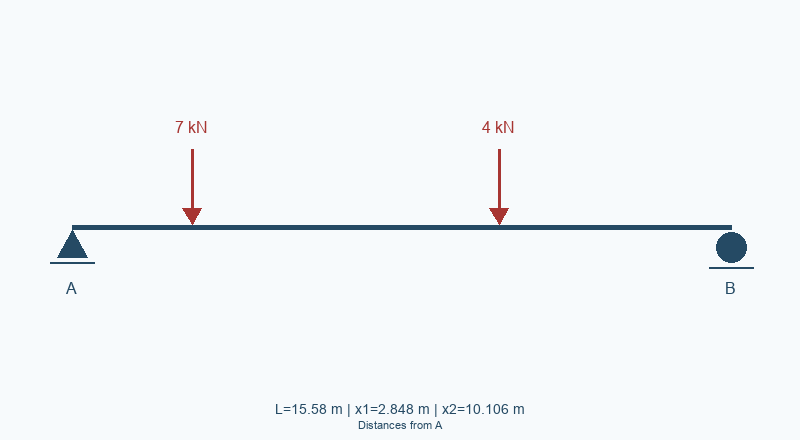 7 kN
4 kN
A
B
L=15.58 m | x1=2.848 m | x2=10.106 m
Distances from A